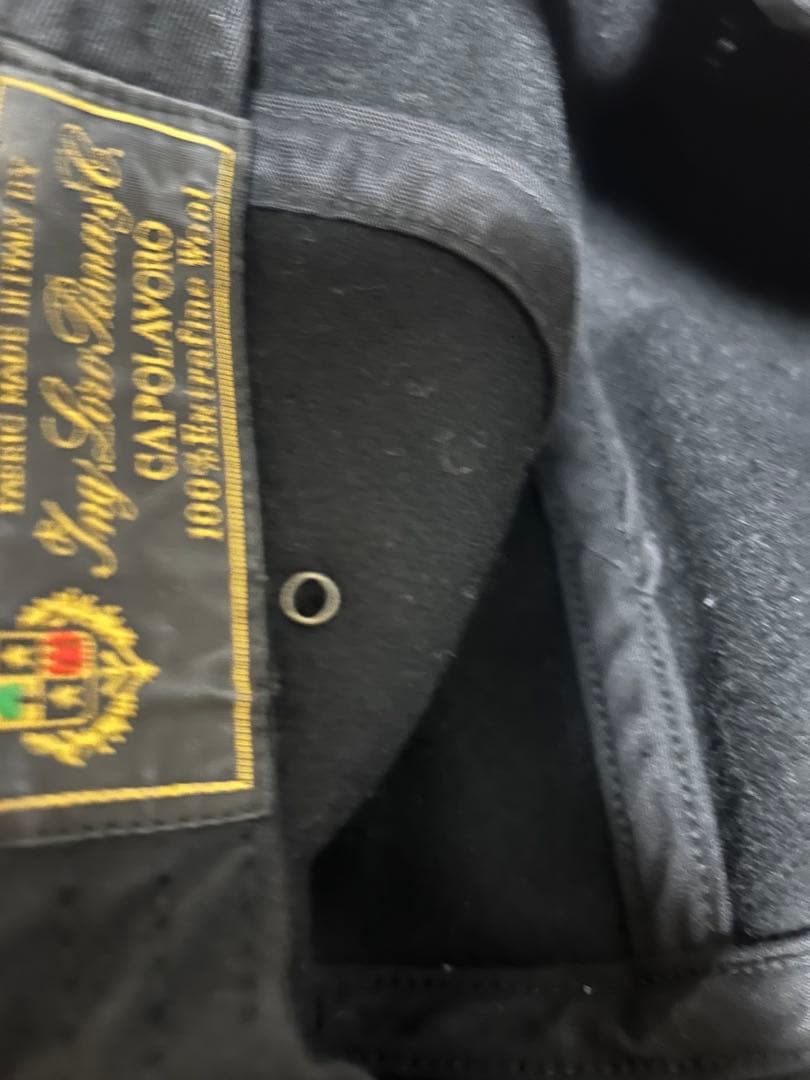 FABRIC MADE IN ITALY BY
Ing. Loro Piana & C.
CAPOLAVORO
100% Extrafine Wool